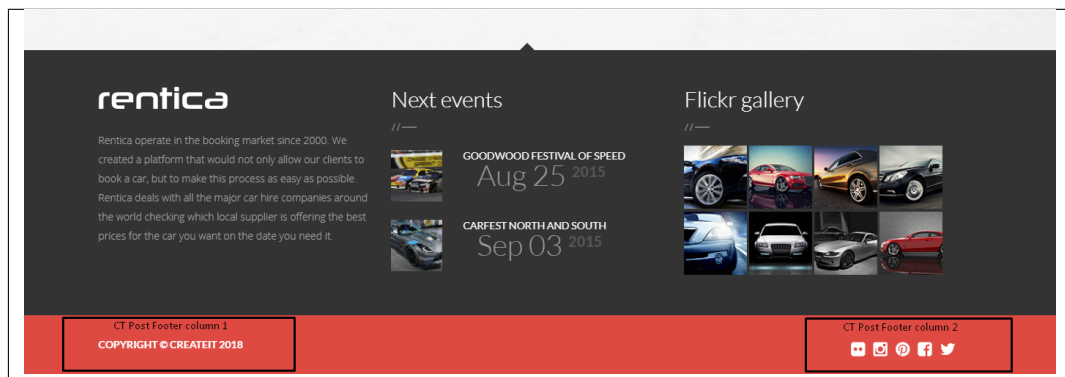 rentica
Rentica operate in the booking market since 2000. We
created a platform that would not only allow our clients to
book a car, but to make this process as easy as possible.
Rentica deals with all the major car hire companies around
the world checking which local supplier is offering the best
prices for the car you want on the date you need it.
Next events
//—
GOODWOOD FESTIVAL OF SPEED
Aug 25 2015
CARFEST NORTH AND SOUTH
Sep 03 2015
Flickr gallery
//—
CT Post Footer column 1
COPYRIGHT © CREATEIT 2018
CT Post Footer column 2